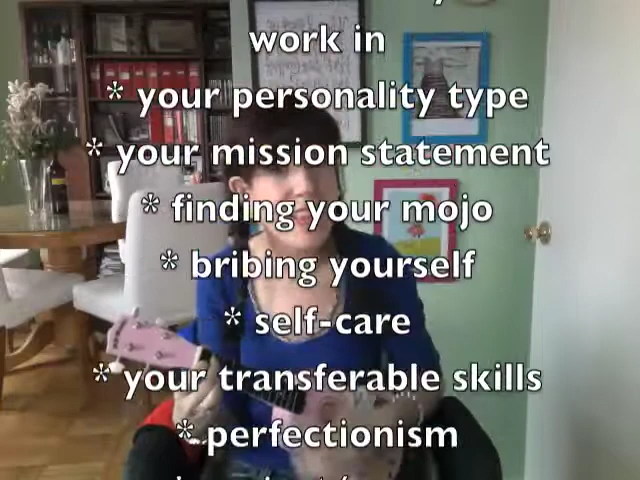 work in
* your personality type
* your mission statement
* finding your mojo
* bribing yourself
* self-care
* your transferable skills
* perfectionism